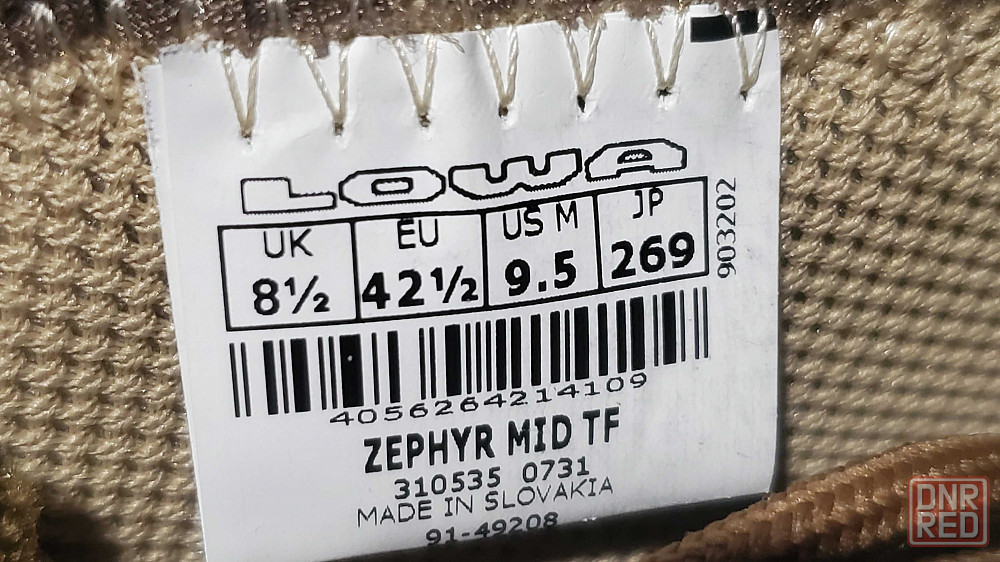 LOWA
UK EU US M JP
8½ 42½ 9.5 269
903202
4056264214109
ZEPHYR MID TF
310535 0731
MADE IN SLOVAKIA
91-49208
DNR
RED